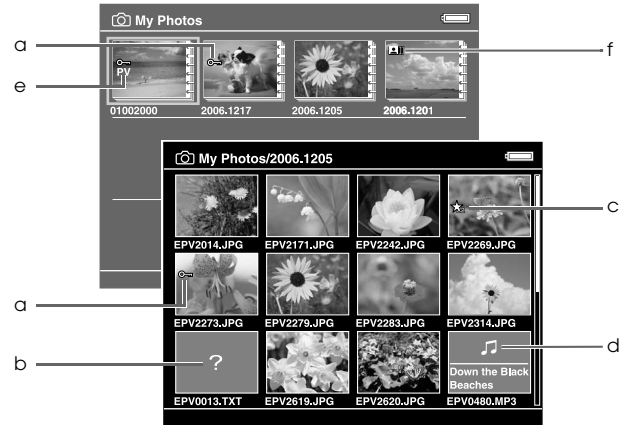 My Photos
a
f
PV
e
01002000 2006.1217 2006.1205 2006.1201
My Photos/2006.1205
c
EPV2014.JPG EPV2171.JPG EPV2242.JPG EPV2269.JPG
a
EPV2273.JPG EPV2279.JPG EPV2283.JPG EPV2314.JPG
b
?
d
Down the Black
Beaches
EPV0013.TXT EPV2619.JPG EPV2620.JPG EPV0480.MP3